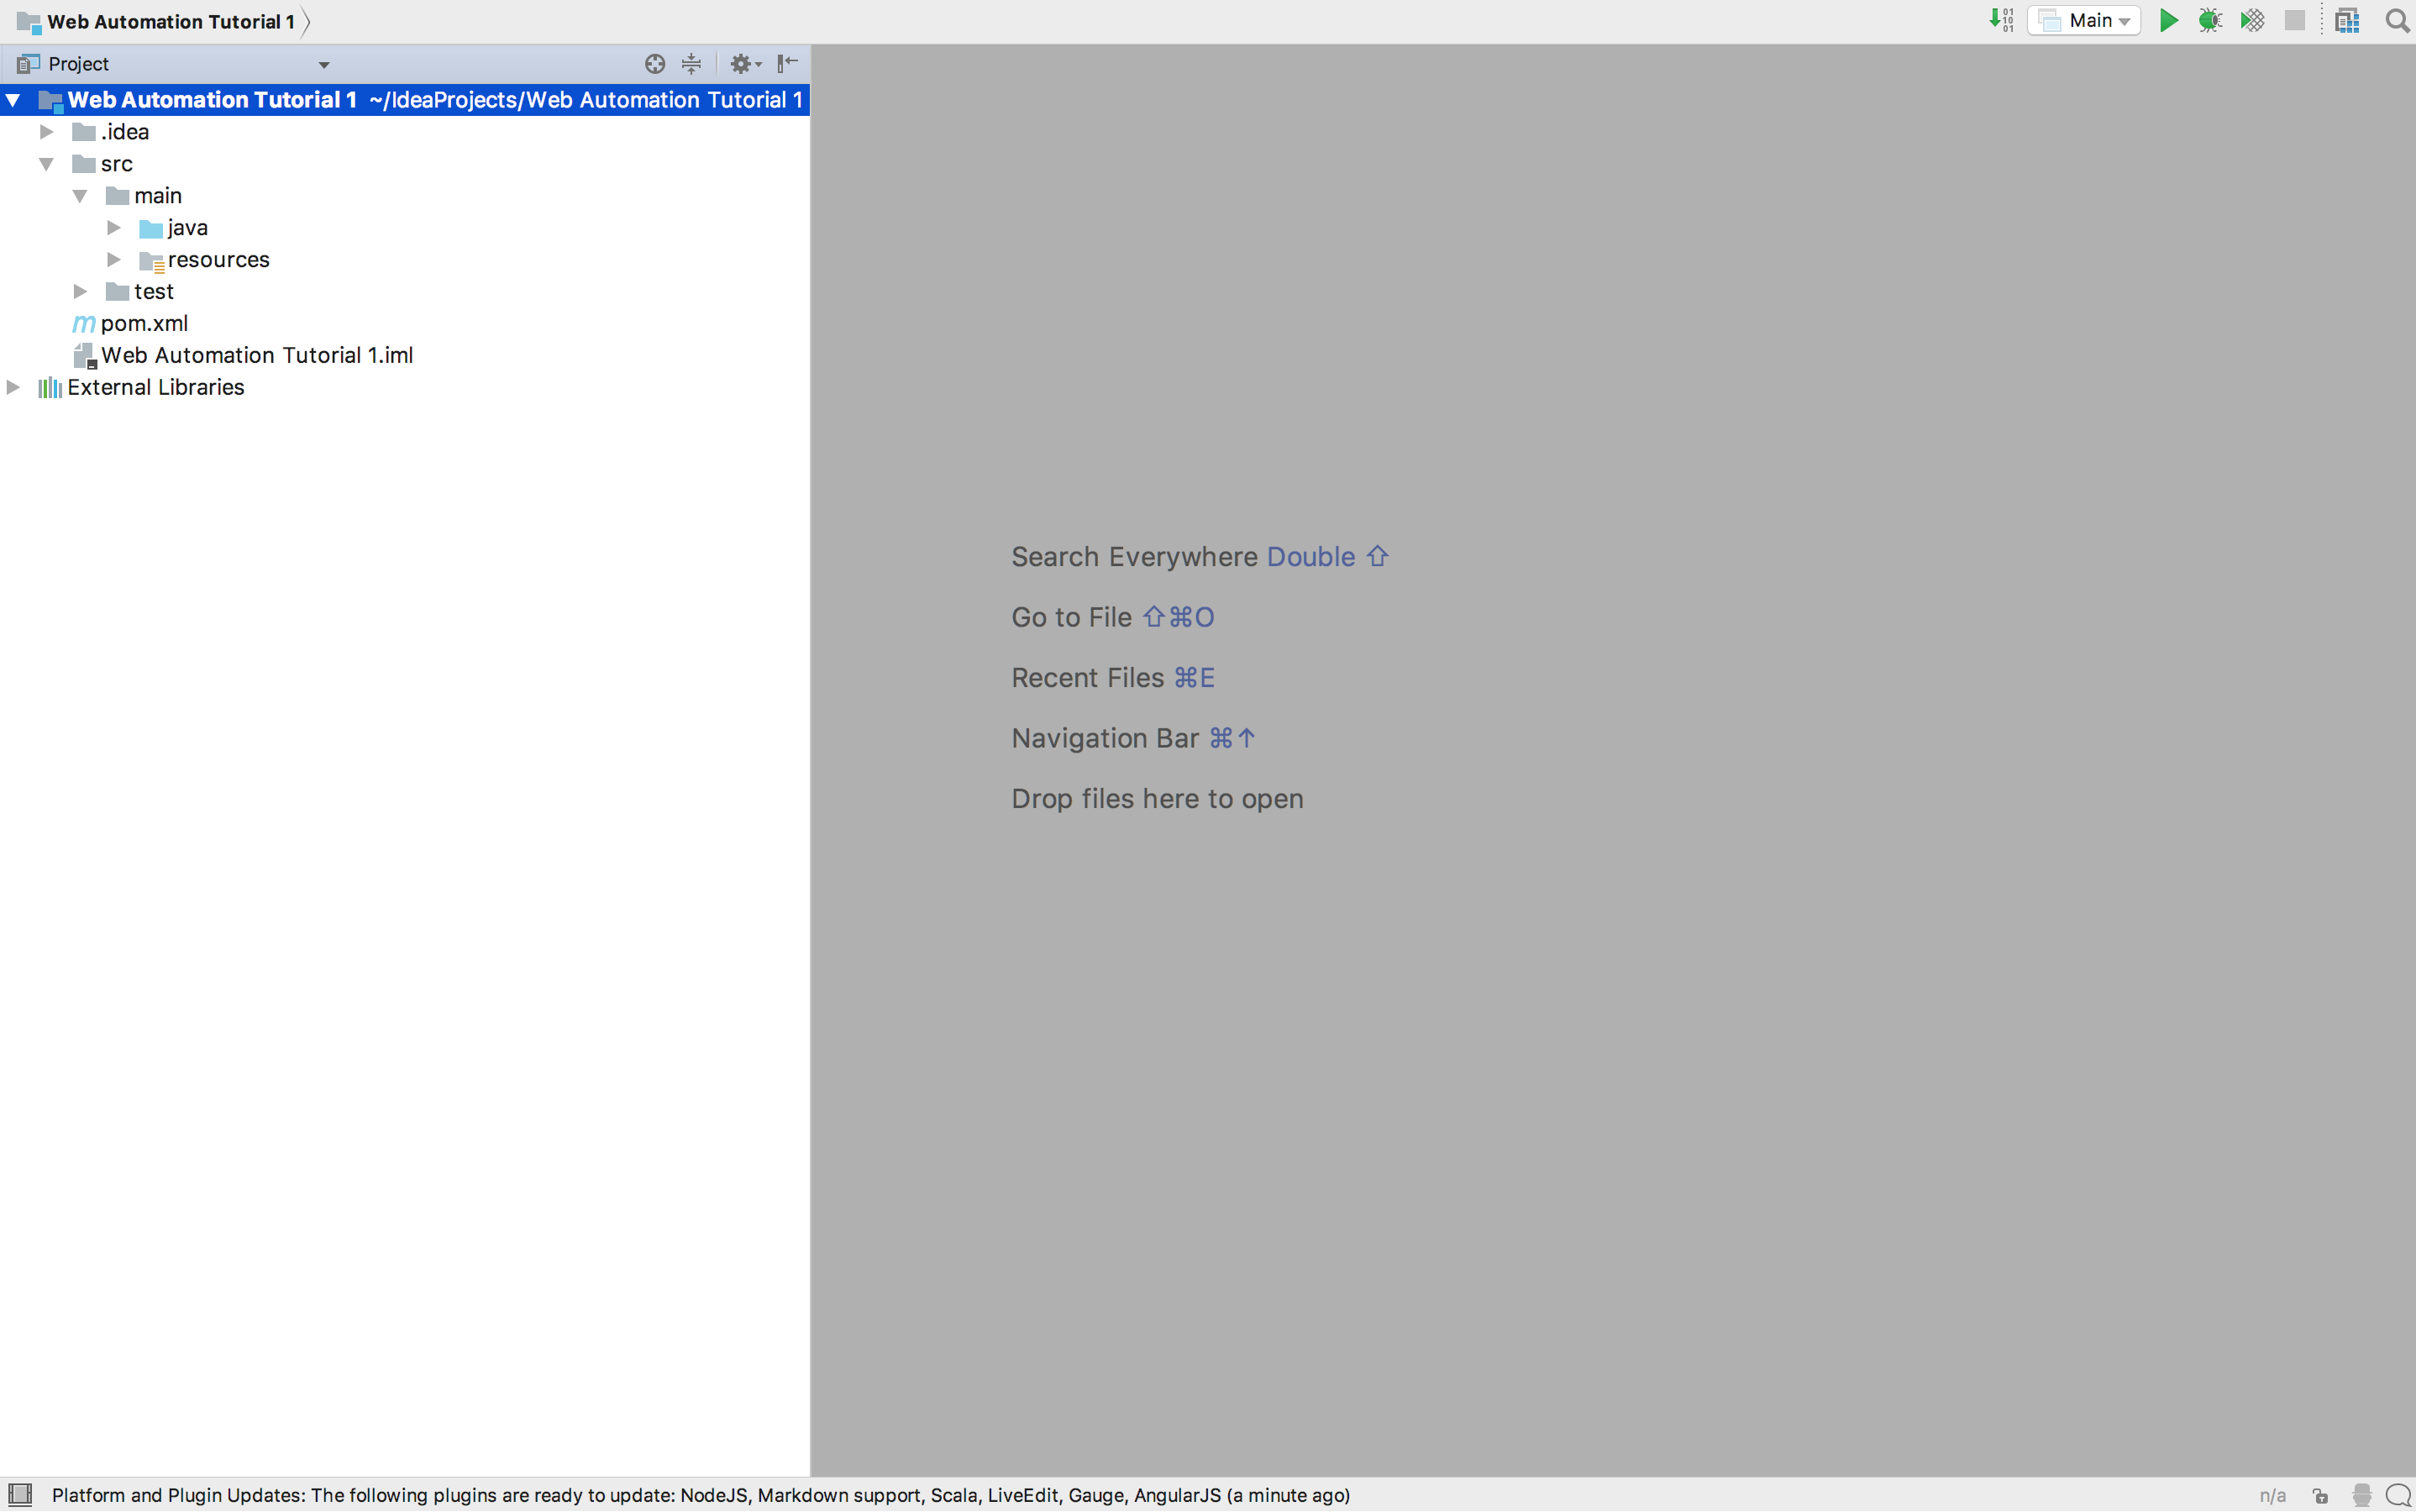 Web Automation Tutorial 1
Main
Project
Web Automation Tutorial 1 ~/IdeaProjects/Web Automation Tutorial 1
.idea
src
main
java
resources
test
m pom.xml
Web Automation Tutorial 1.iml
External Libraries
Search Everywhere Double ⇧
Go to File ⇧⌘O
Recent Files ⌘E
Navigation Bar ⌘↑
Drop files here to open
Platform and Plugin Updates: The following plugins are ready to update: NodeJS, Markdown support, Scala, LiveEdit, Gauge, AngularJS (a minute ago)
n/a